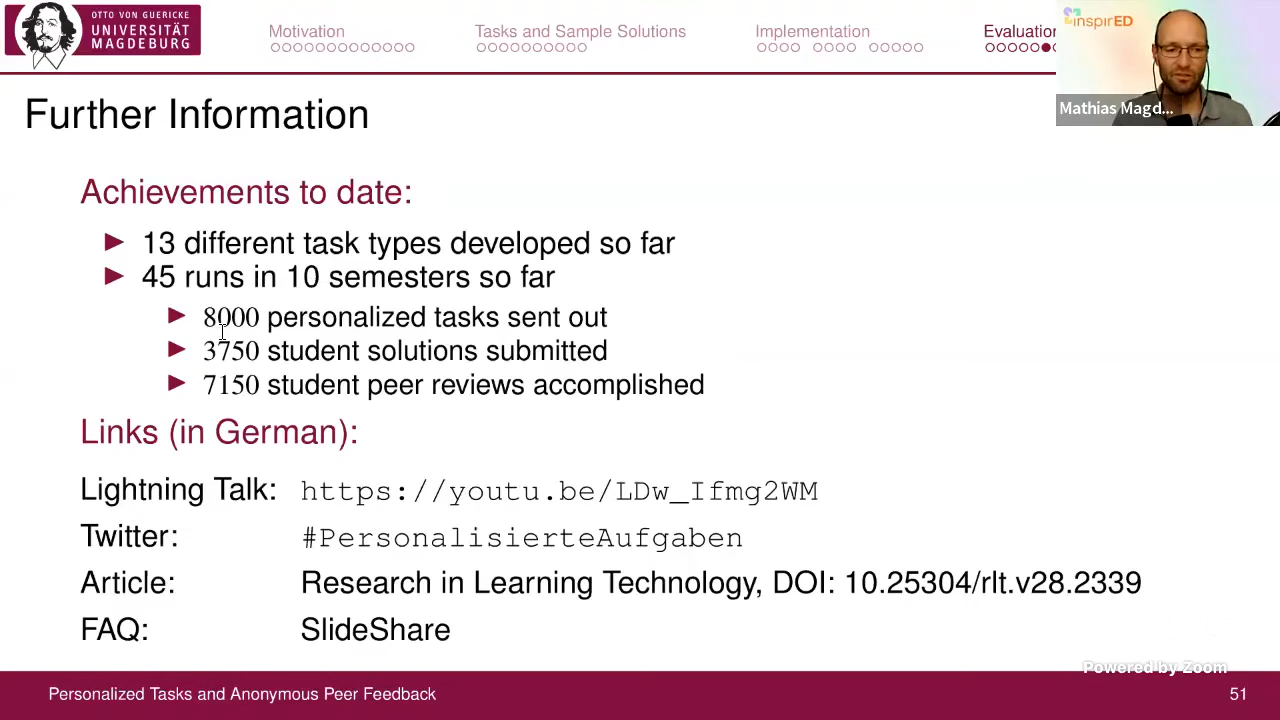 OTTO VON GUERICKE
UNIVERSITÄT
MAGDEBURG
Motivation
Tasks and Sample Solutions
Implementation
Evaluation
inspirED
Mathias Magd...
Further Information
Achievements to date:
13 different task types developed so far
45 runs in 10 semesters so far
8000 personalized tasks sent out
3750 student solutions submitted
7150 student peer reviews accomplished
Links (in German):
Lightning Talk: https://youtu.be/LDw_Ifmg2WM
Twitter: #PersonalisierteAufgaben
Article: Research in Learning Technology, DOI: 10.25304/rlt.v28.2339
FAQ: SlideShare
Powered by Zoom
Personalized Tasks and Anonymous Peer Feedback 51